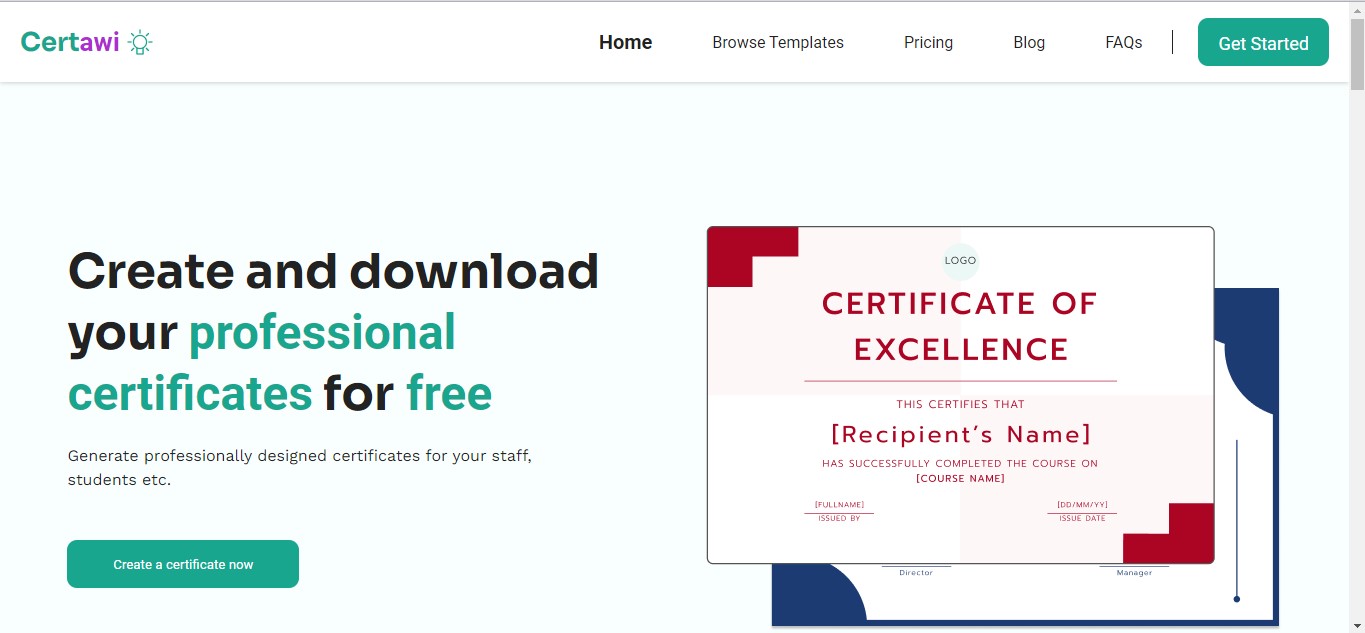 Certawi
Home
Browse Templates
Pricing
Blog
FAQs
Get Started
Create and download
your professional
certificates for free
Generate professionally designed certificates for your staff,
students etc.
Create a certificate now
LOGO
CERTIFICATE OF
EXCELLENCE
THIS CERTIFIES THAT
[Recipient’s Name]
HAS SUCCESSFULLY COMPLETED THE COURSE ON
[COURSE NAME]
[FULLNAME]
ISSUED BY
[DD/MM/YY]
ISSUE DATE
Director
Manager